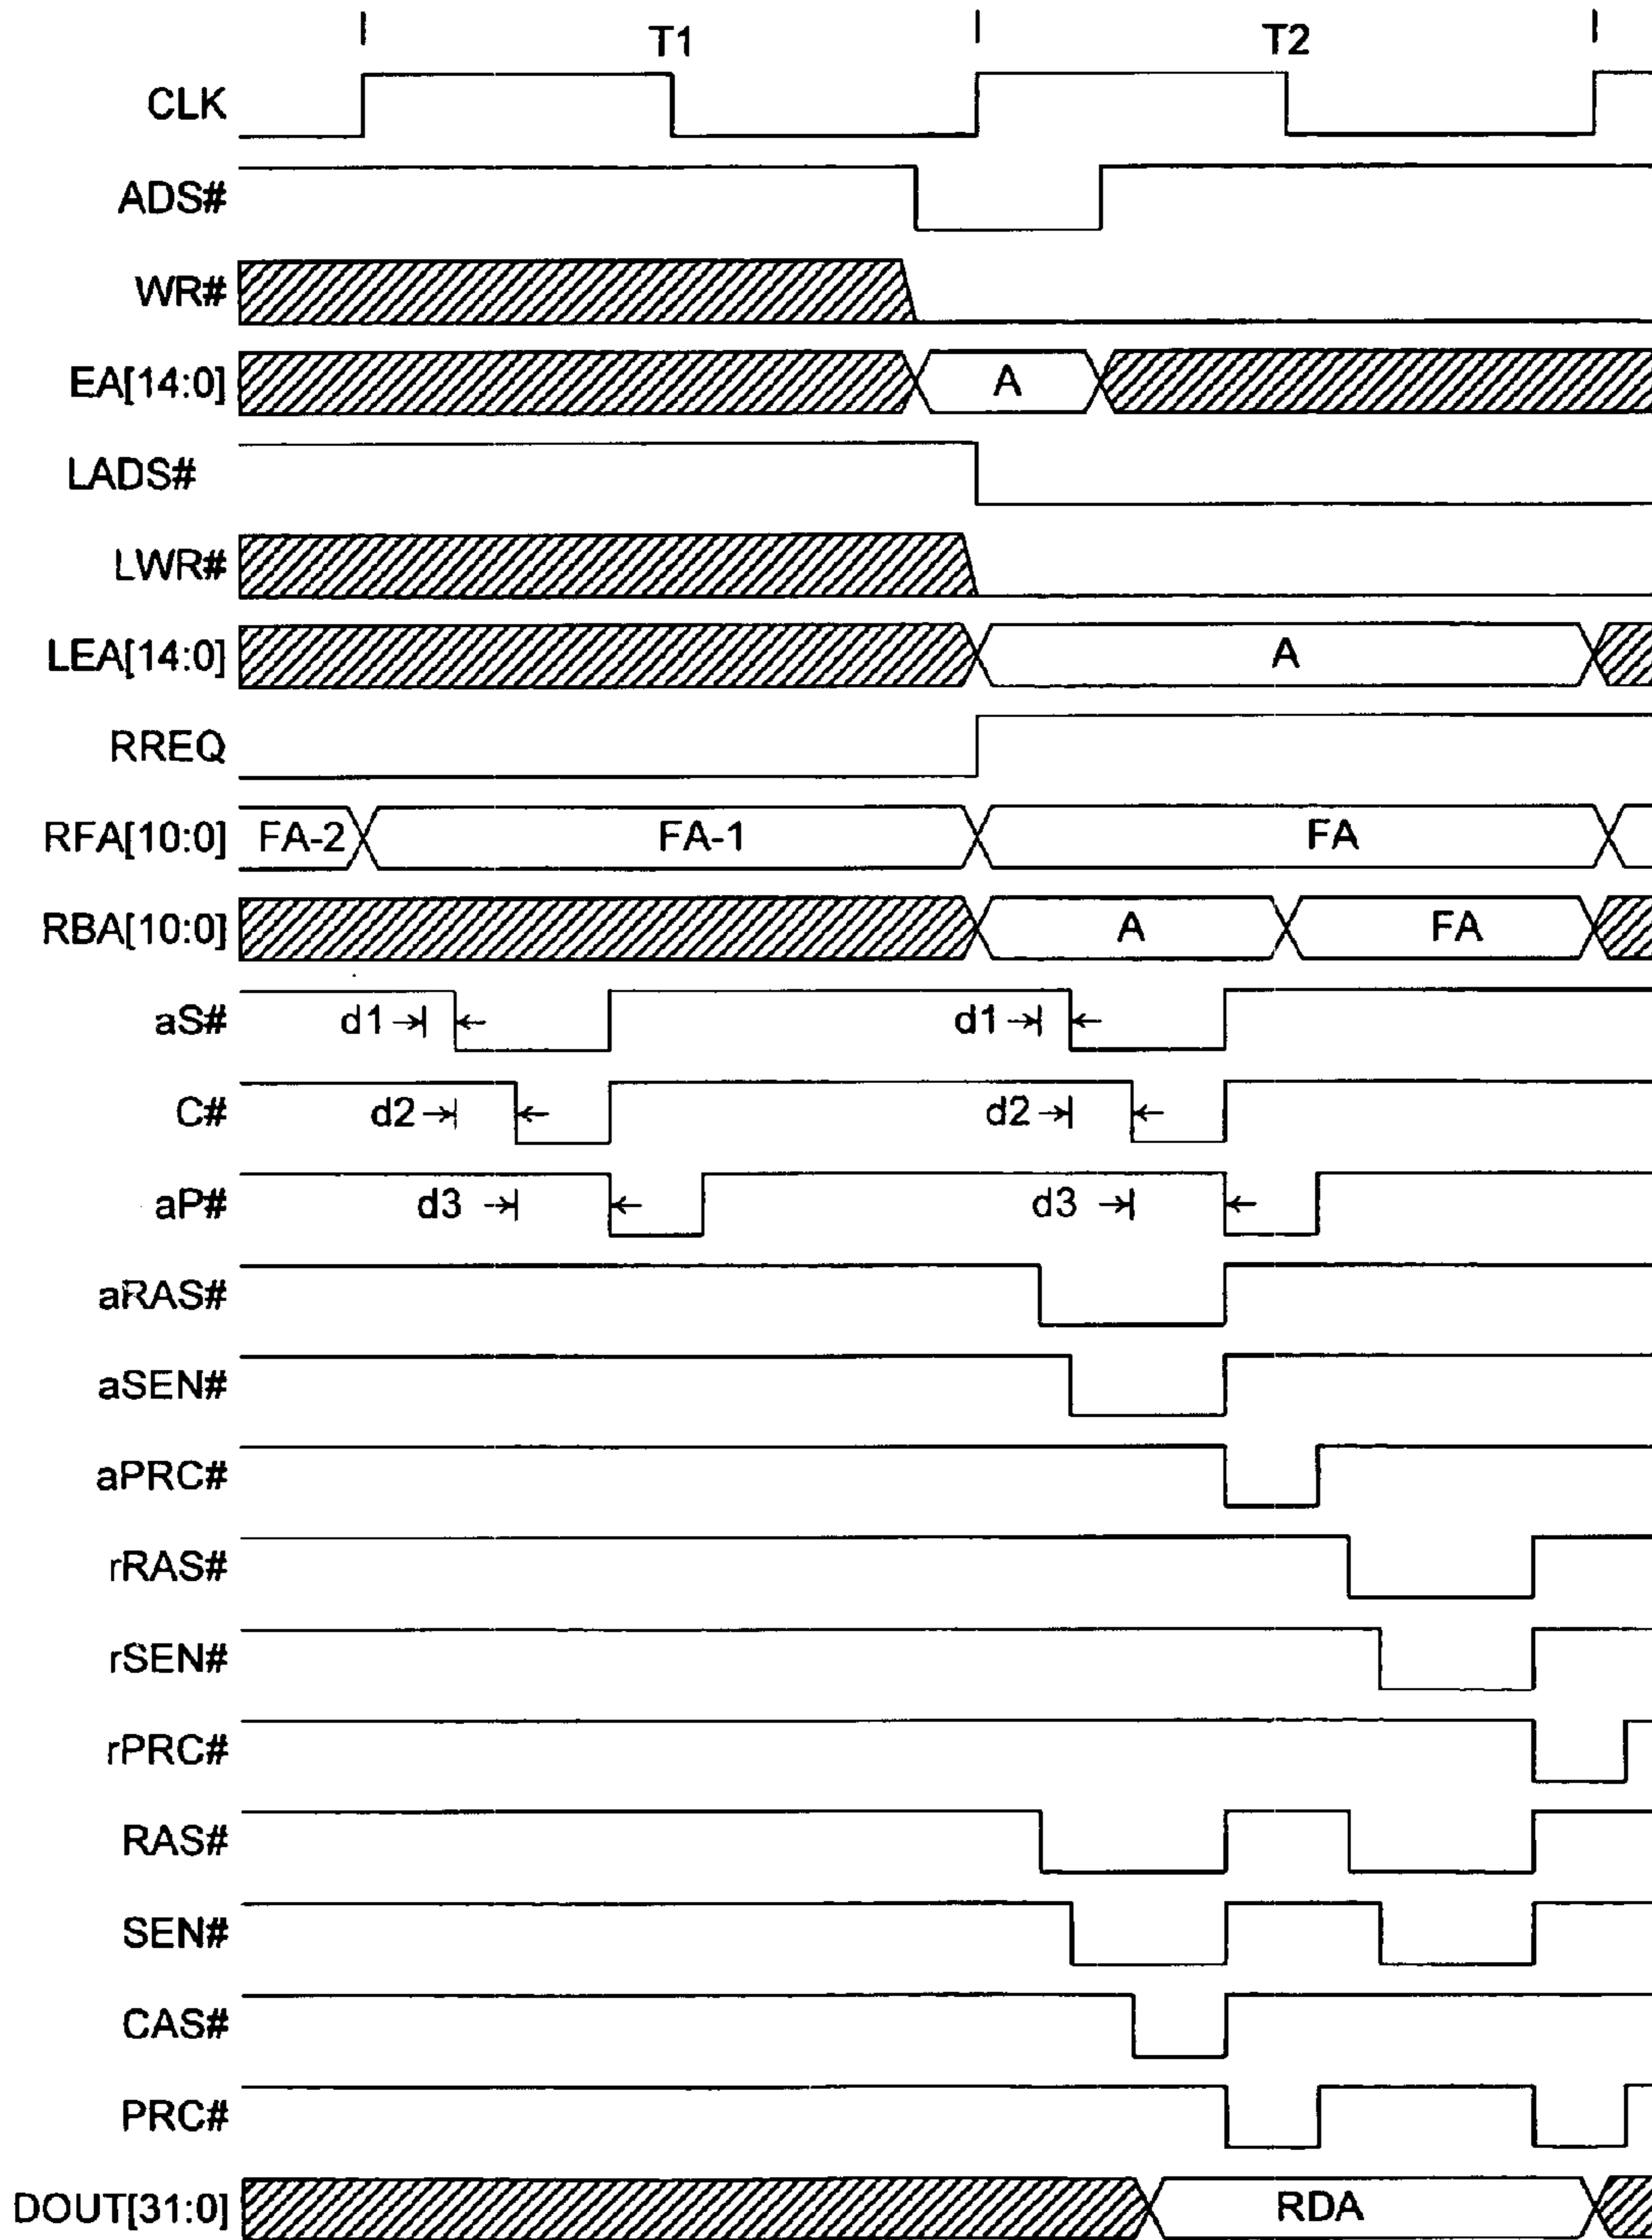 T1 T2
CLK
ADS#
WR#
EA[14:0] A
LADS#
LWR#
LEA[14:0] A
RREQ
RFA[10:0] FA-2 FA-1 FA
RBA[10:0] A FA
aS# d1 d1
C# d2 d2
aP# d3 d3
aRAS#
aSEN#
aPRC#
rRAS#
rSEN#
rPRC#
RAS#
SEN#
CAS#
PRC#
DOUT[31:0] RDA